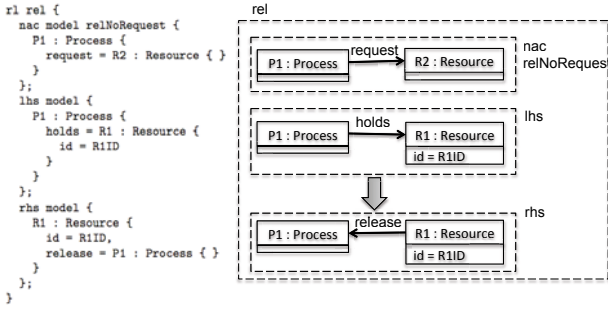 rl rel {
nac model relNoRequest {
P1 : Process {
request = R2 : Resource { }
}
};
lhs model {
P1 : Process {
holds = R1 : Resource {
id = R1ID
}
}
};
rhs model {
R1 : Resource {
id = R1ID,
release = P1 : Process { }
}
};
}
rel
P1 : Process
request
R2 : Resource
nac
relNoReques
P1 : Process
holds
R1 : Resource
id = R1ID
lhs
P1 : Process
release
R1 : Resource
id = R1ID
rhs